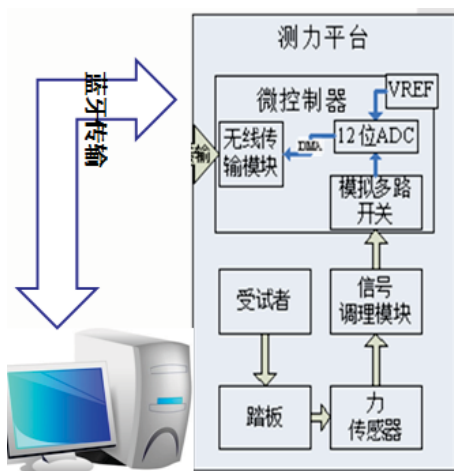 测力平台
蓝牙传输
微控制器
VREF
无线传
输模块
DMA
12位ADC
输
模拟多路
开关
受试者
信号
调理模块
踏板
力
传感器